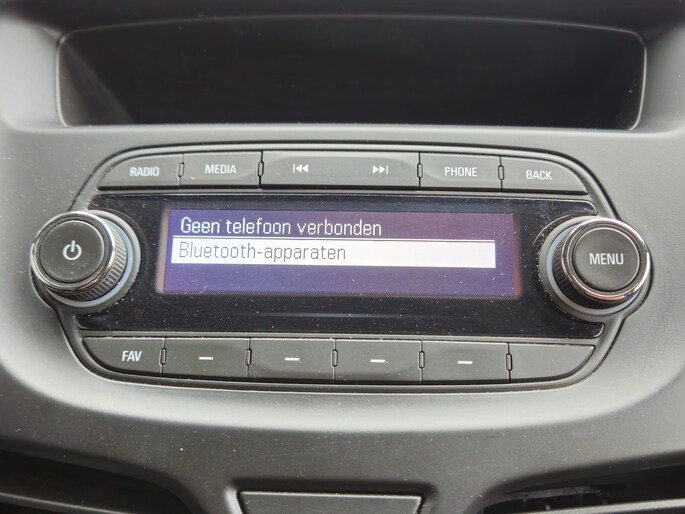 RADIO MEDIA PHONE BACK
Geen telefoon verbonden
Bluetooth-apparaten
MENU
FAV